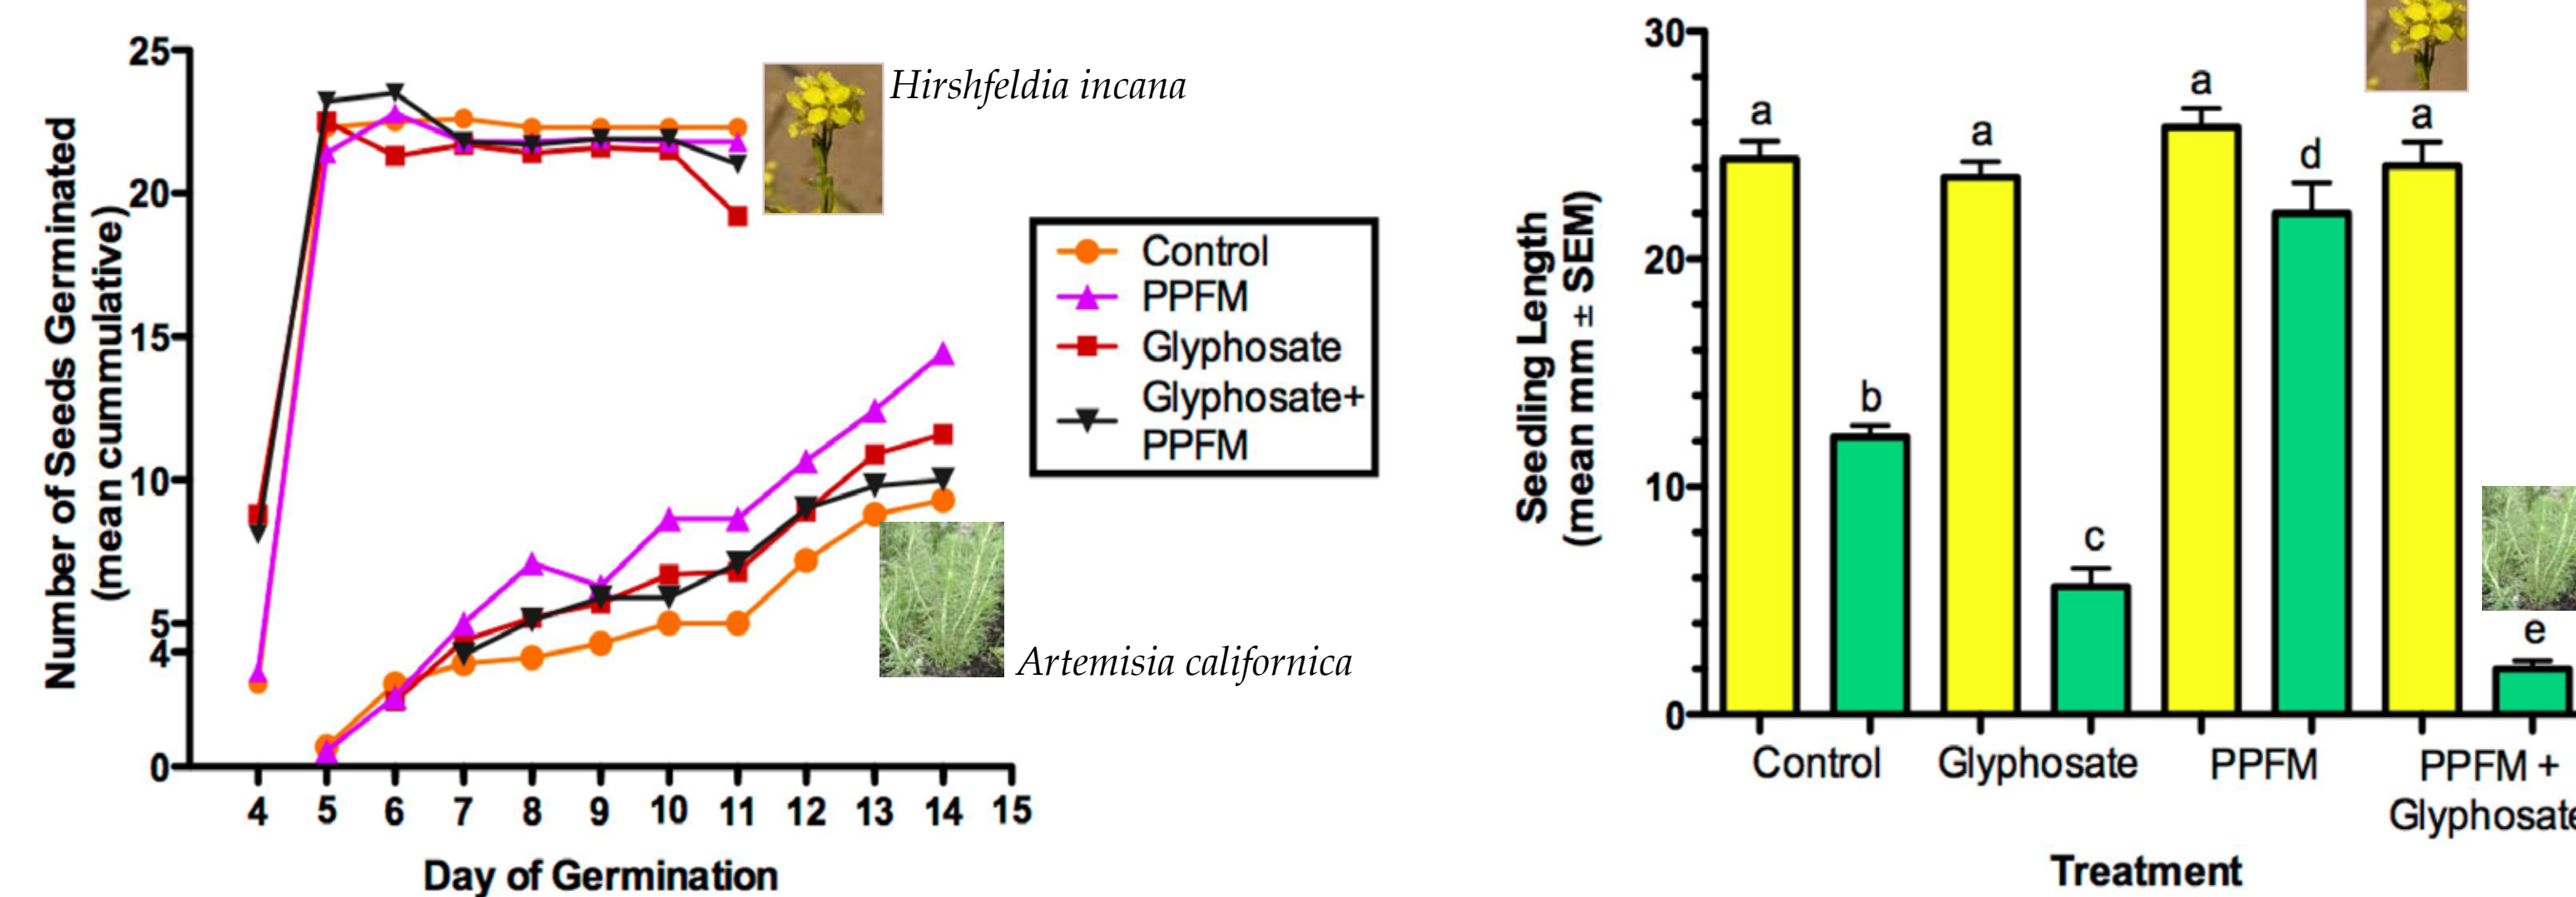 25
20
15
10
5
4
0
Number of Seeds Germinated
(mean cummulative)
4 5 6 7 8 9 10 11 12 13 14 15
Day of Germination
Hirshfeldia incana
Control
PPFM
Glyphosate
Glyphosate+
PPFM
Artemisia californica
30
20
10
0
Seedling Length
(mean mm ± SEM)
a
b
a
c
a
d
a
e
Control Glyphosate PPFM PPFM +
Glyphosate
Treatment